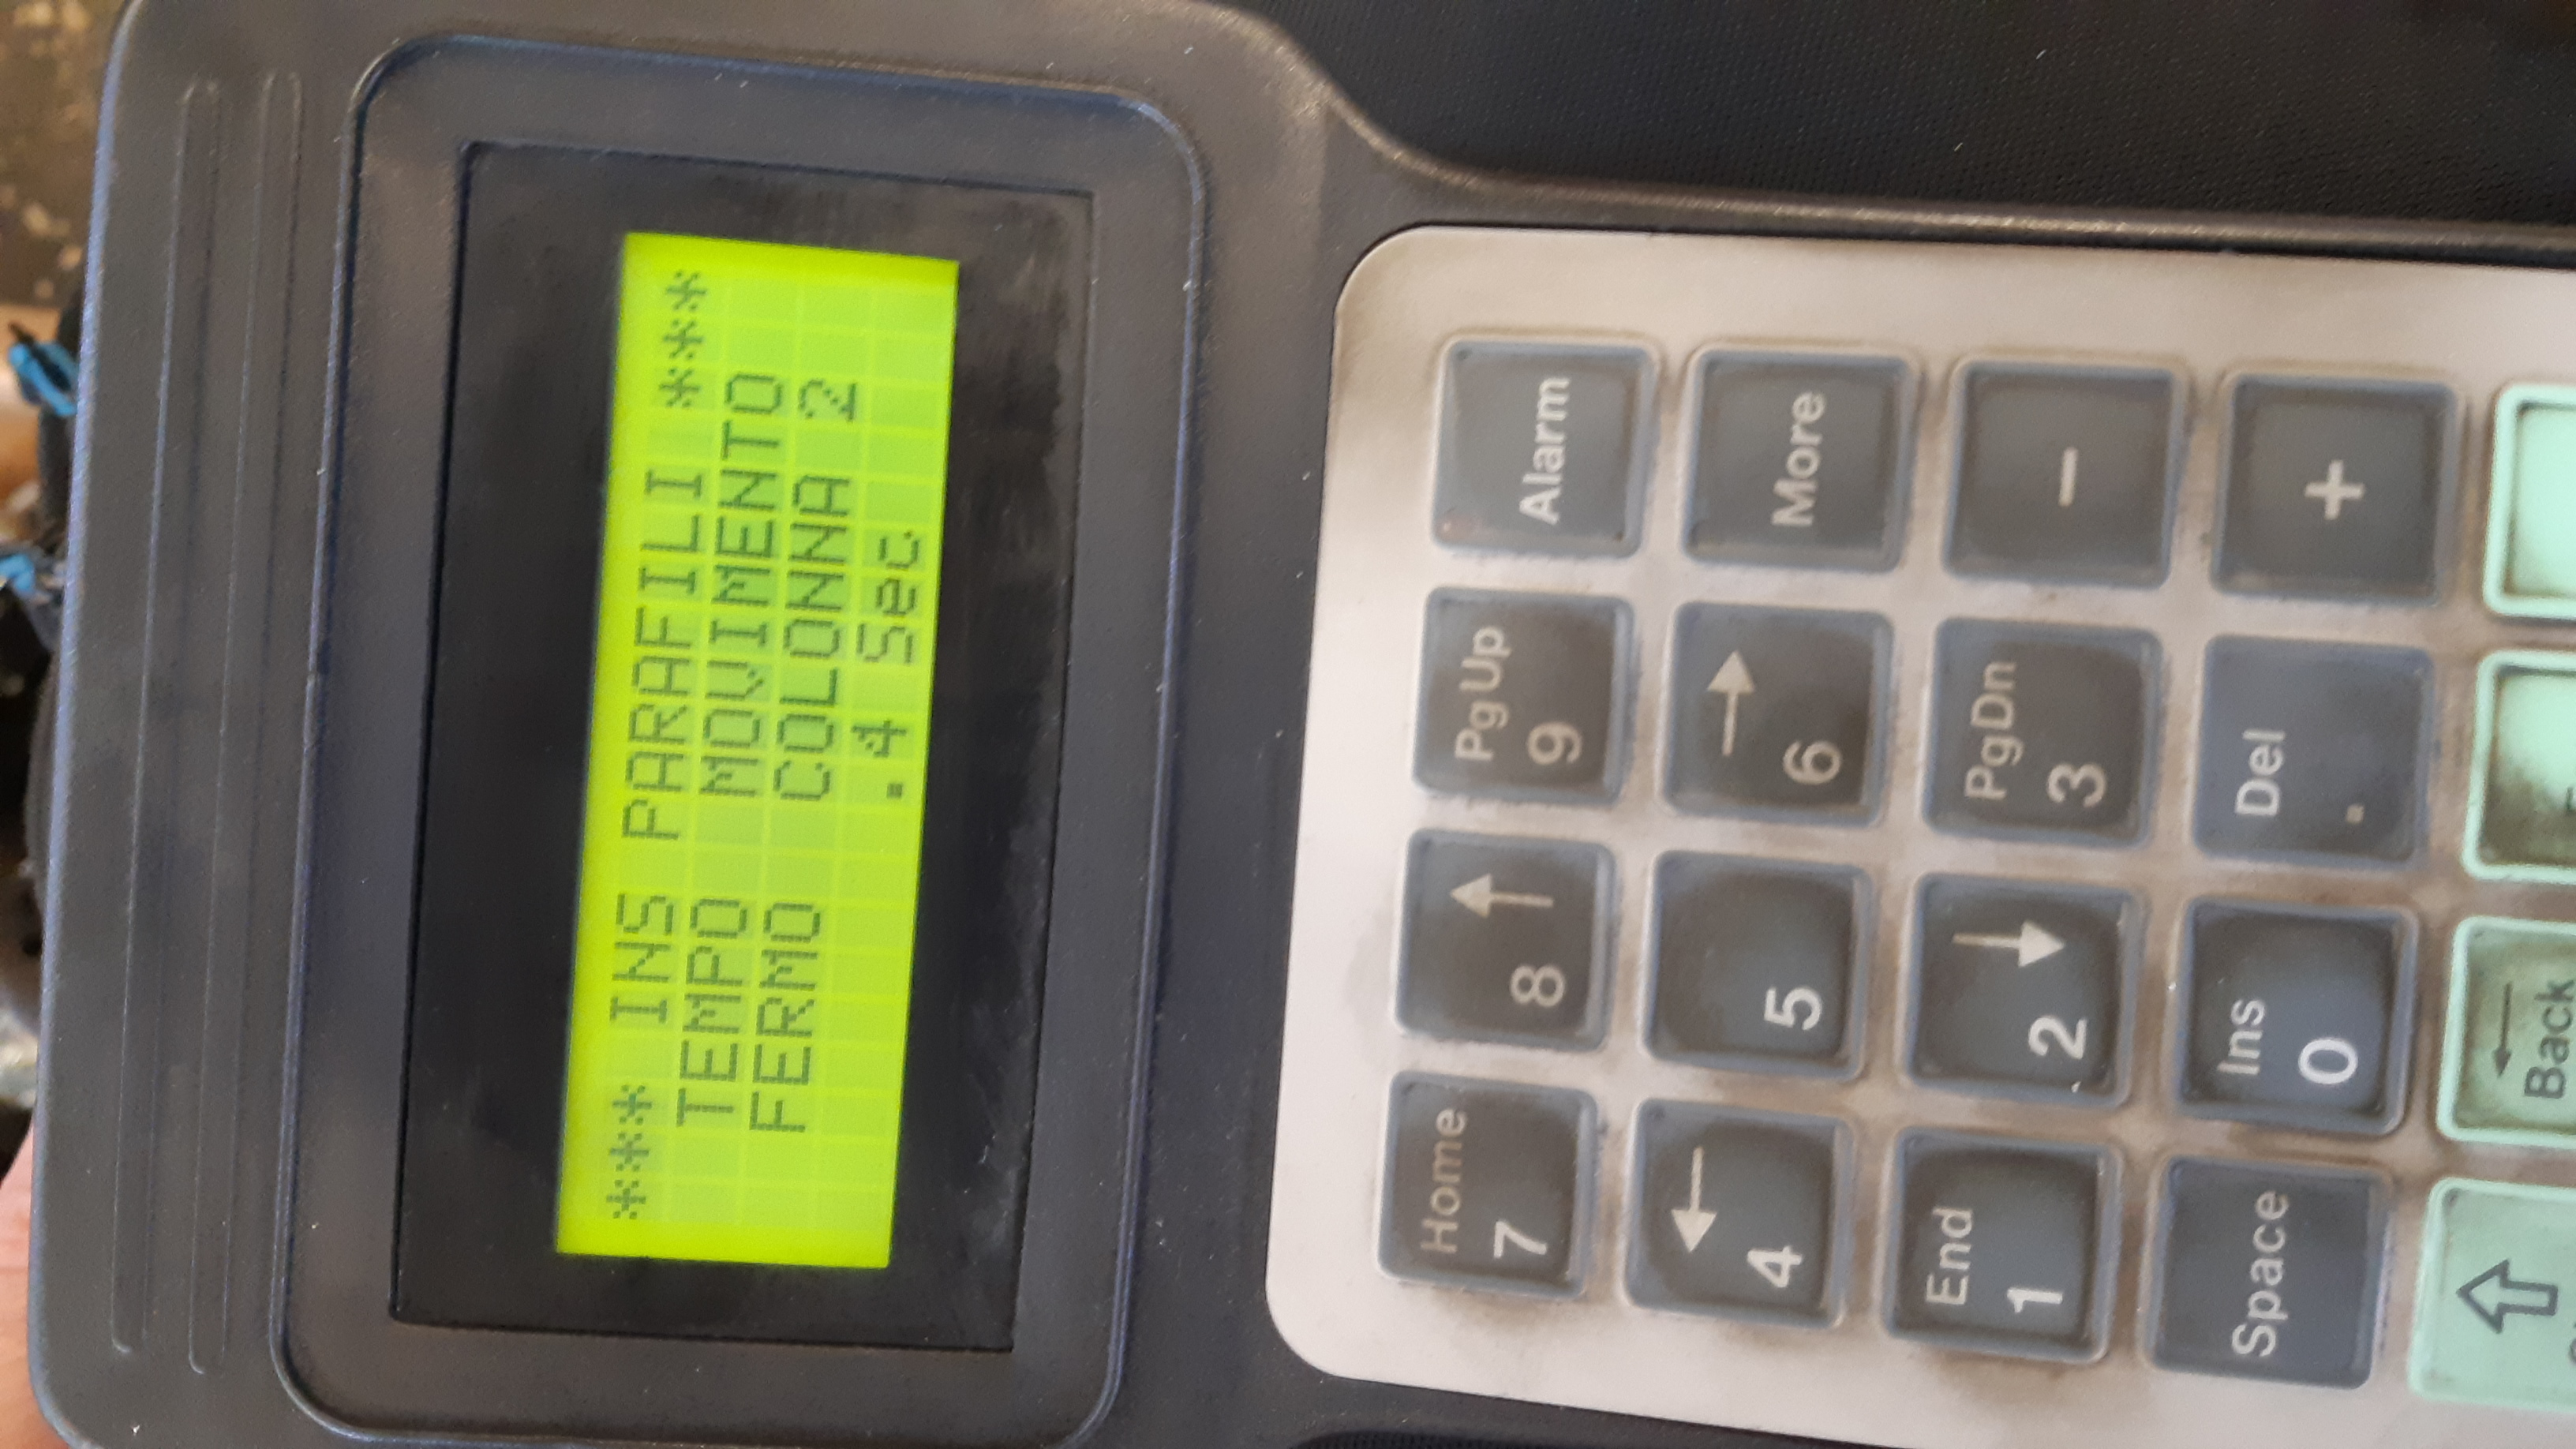 *** INS PARAFILI ***
TEMPO MOVIMENTO
FERMO COLONNA 2
.4 Sec.
Home
7
8
PgUp
9
Alarm
4
5
6
More
End
1
2
PgDn
3
-
Space
Ins
0
Del
.
+
Back